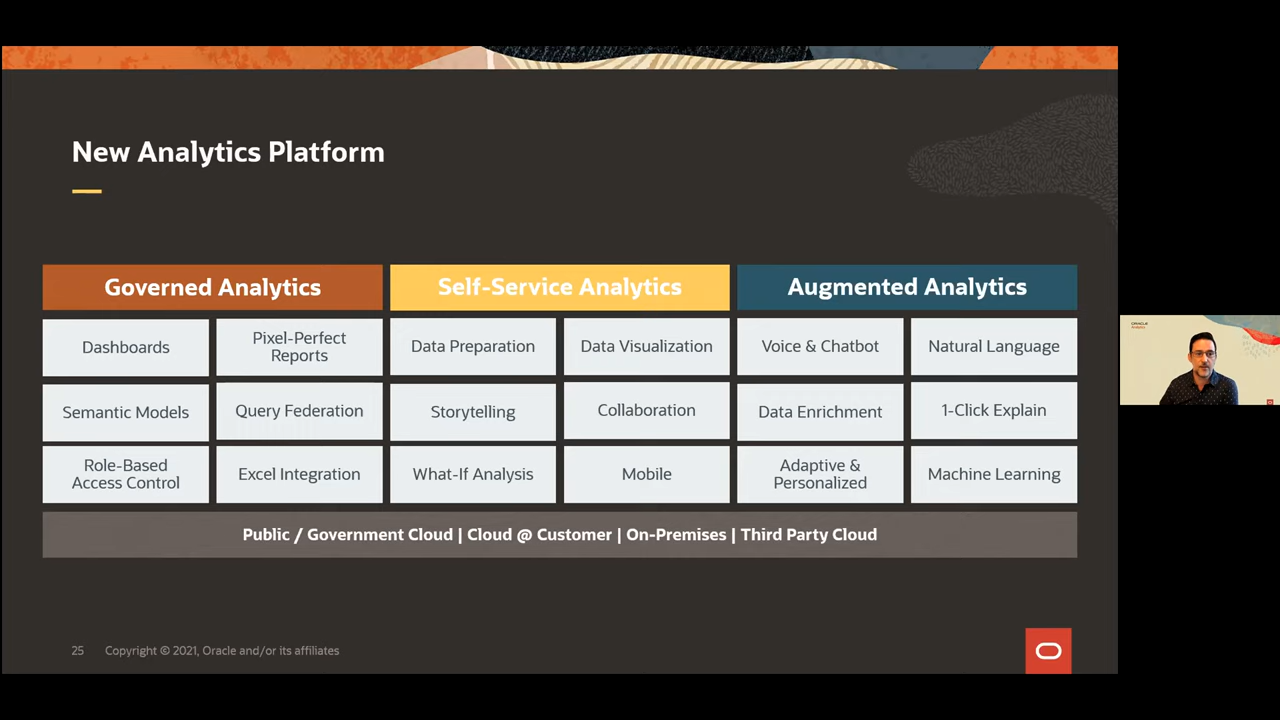 New Analytics Platform
Governed Analytics
Self-Service Analytics
Augmented Analytics
Dashboards
Pixel-Perfect
Reports
Data Preparation
Data Visualization
Voice & Chatbot
Natural Language
Semantic Models
Query Federation
Storytelling
Collaboration
Data Enrichment
1-Click Explain
Role-Based
Access Control
Excel Integration
What-If Analysis
Mobile
Adaptive &
Personalized
Machine Learning
Public / Government Cloud | Cloud @ Customer | On-Premises | Third Party Cloud
25
Copyright © 2021, Oracle and/or its affiliates
ORACLE